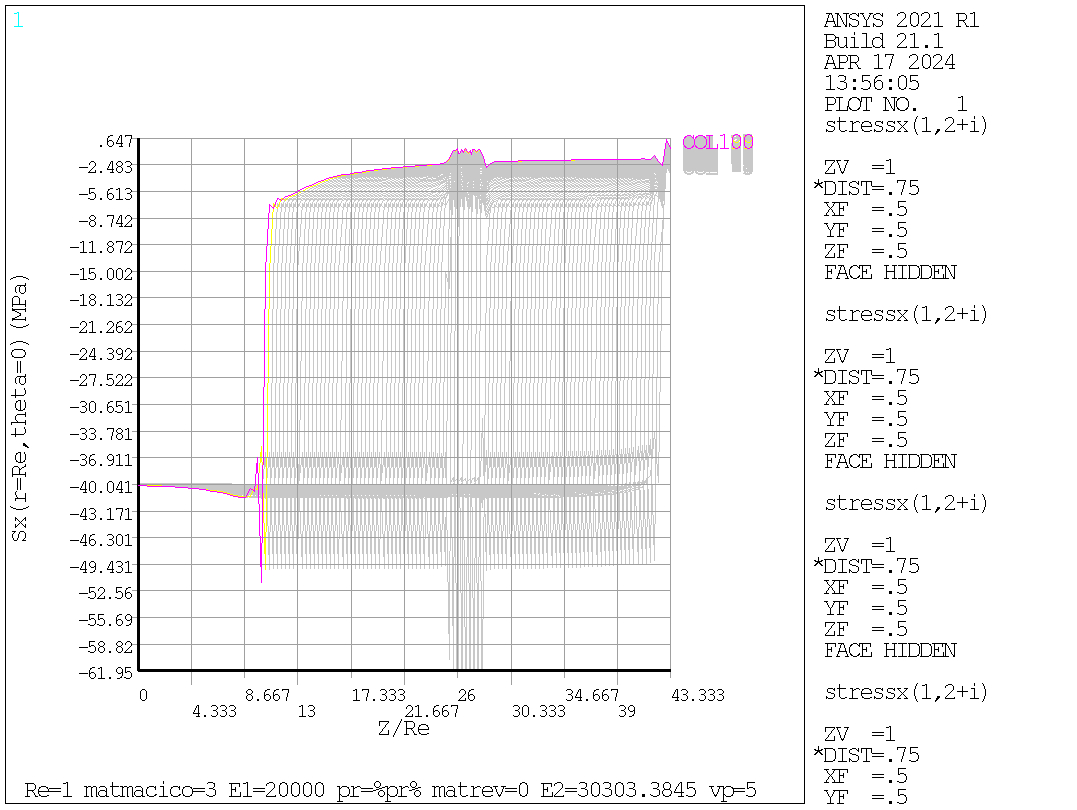 1
ANSYS 2021 R1
Build 21.1
APR 17 2024
13:56:05
PLOT NO. 1
stressx(1,2+i)
ZV =1
*DIST=.75
XF =.5
YF =.5
ZF =.5
FACE HIDDEN
stressx(1,2+i)
ZV =1
*DIST=.75
XF =.5
YF =.5
ZF =.5
FACE HIDDEN
stressx(1,2+i)
ZV =1
*DIST=.75
XF =.5
YF =.5
ZF =.5
FACE HIDDEN
stressx(1,2+i)
ZV =1
*DIST=.75
XF =.5
YF =.5
COL100
.647
-2.483
-5.613
-8.742
-11.872
-15.002
-18.132
-21.262
-24.392
-27.522
-30.651
-33.781
-36.911
-40.041
-43.171
-46.301
-49.431
-52.56
-55.69
-58.82
-61.95
Sx(r=Re,theta=0)(MPa)
0 8.667 17.333 26 34.667 43.333
4.333 13 21.667 30.333 39
Z/Re
Re=1 matmacico=3 E1=20000 pr=%pr% matrev=0 E2=30303.3845 vp=5